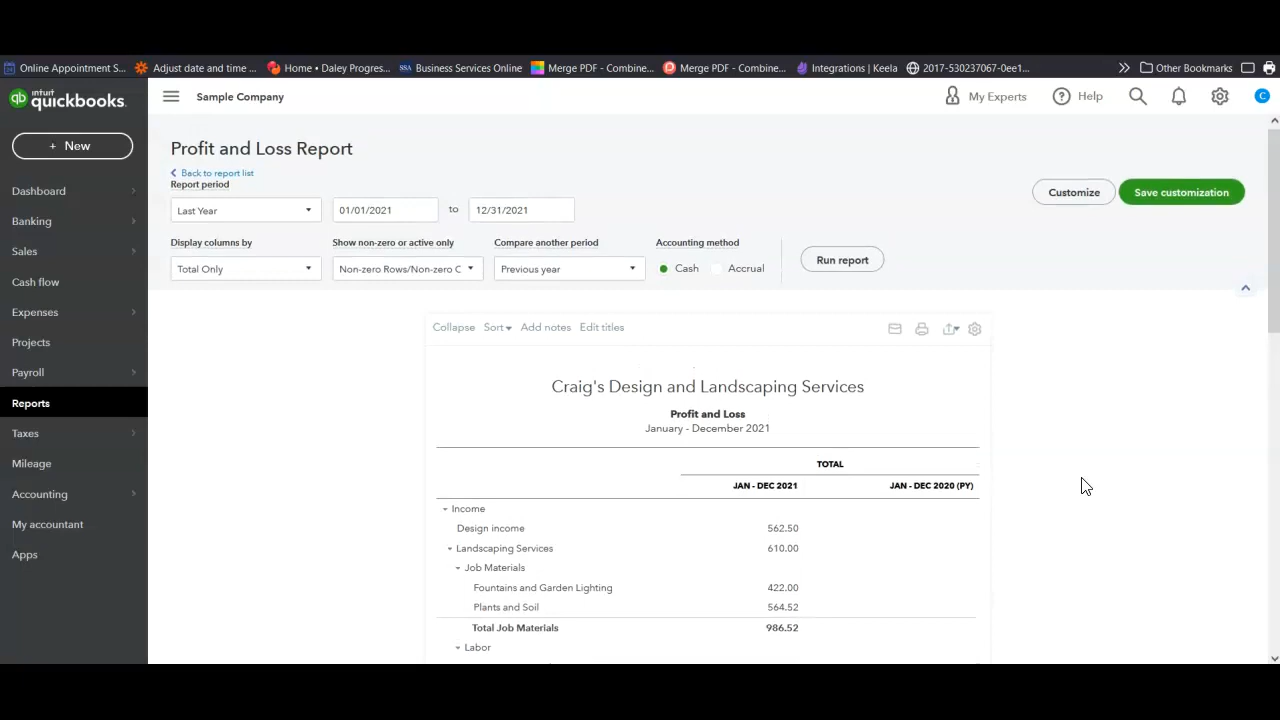 Online Appointment S... Adjust date and time ... Home • Daley Progres... SSA Business Services Online Merge PDF - Combine... Merge PDF - Combine... Integrations | Keela 2017-530237067-0ee1... Other Bookmarks
qb intuit quickbooks. Sample Company My Experts Help C
+ New
Dashboard
Banking
Sales
Cash flow
Expenses
Projects
Payroll
Reports
Taxes
Mileage
Accounting
My accountant
Apps
Profit and Loss Report
Back to report list
Report period
Last Year 01/01/2021 to 12/31/2021
Customize Save customization
Display columns by Show non-zero or active only Compare another period Accounting method
Total Only Non-zero Rows/Non-zero C Previous year Cash Accrual Run report
Collapse Sort Add notes Edit titles
Craig's Design and Landscaping Services
Profit and Loss
January - December 2021
TOTAL
JAN - DEC 2021 JAN - DEC 2020 (PY)
Income
Design income 562.50
Landscaping Services 610.00
Job Materials
Fountains and Garden Lighting 422.00
Plants and Soil 564.52
Total Job Materials 986.52
Labor